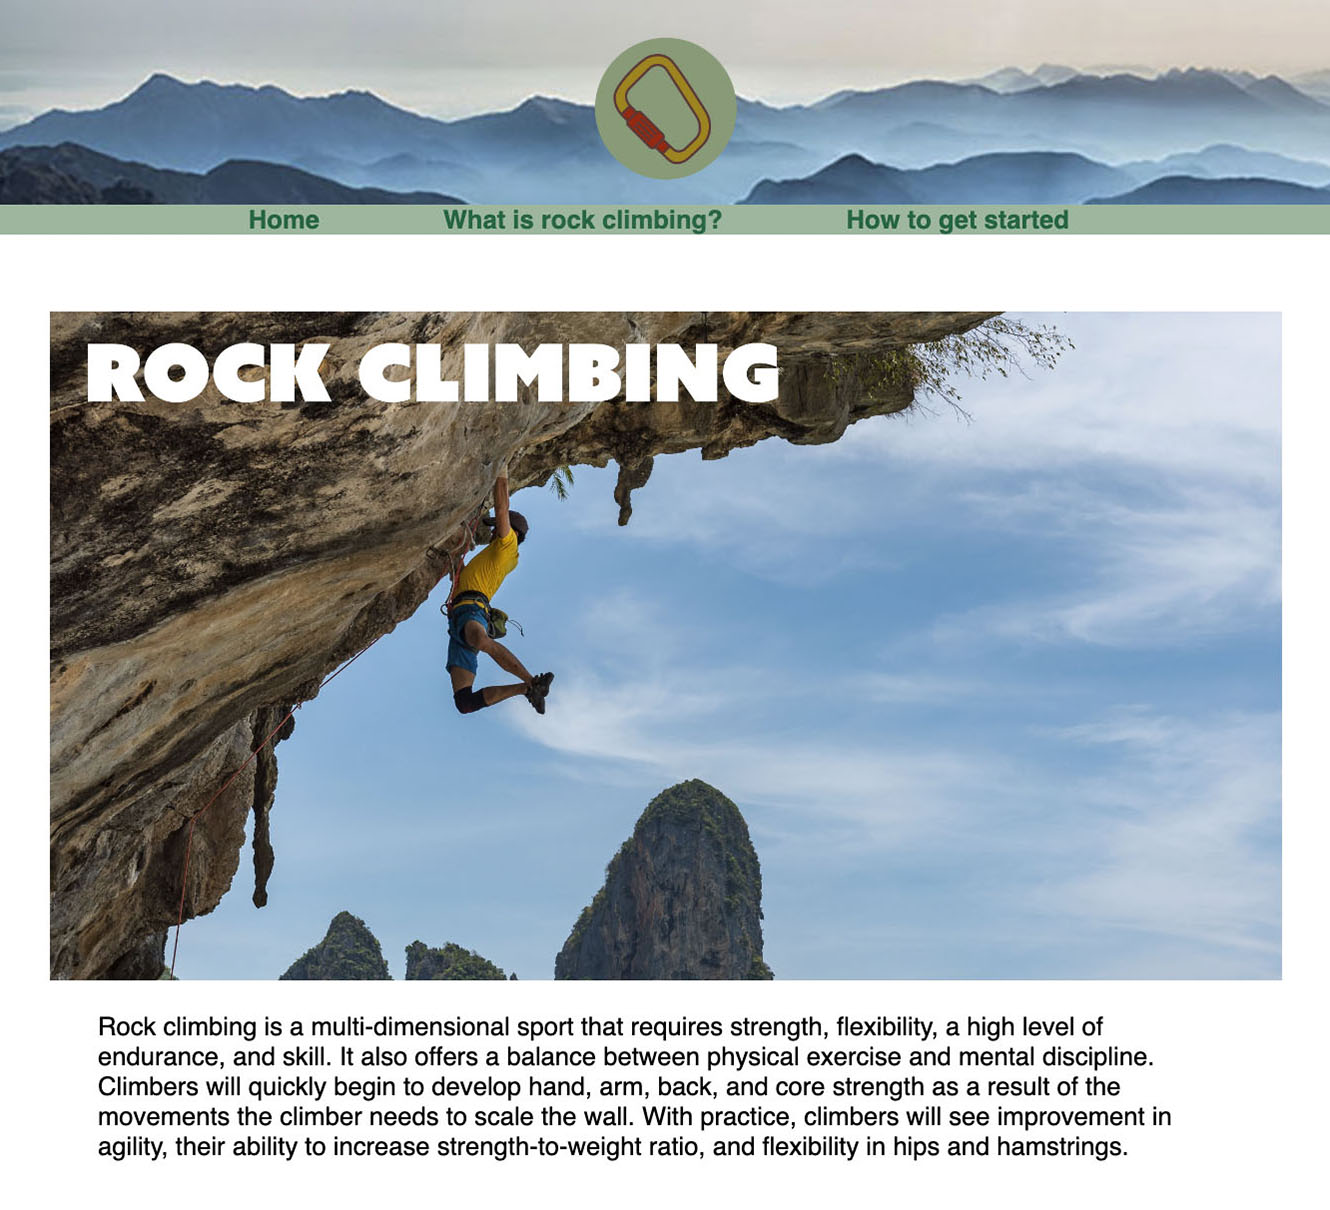 Home
What is rock climbing?
How to get started
ROCK CLIMBING
Rock climbing is a multi-dimensional sport that requires strength, flexibility, a high level of
endurance, and skill. It also offers a balance between physical exercise and mental discipline.
Climbers will quickly begin to develop hand, arm, back, and core strength as a result of the
movements the climber needs to scale the wall. With practice, climbers will see improvement in
agility, their ability to increase strength-to-weight ratio, and flexibility in hips and hamstrings.